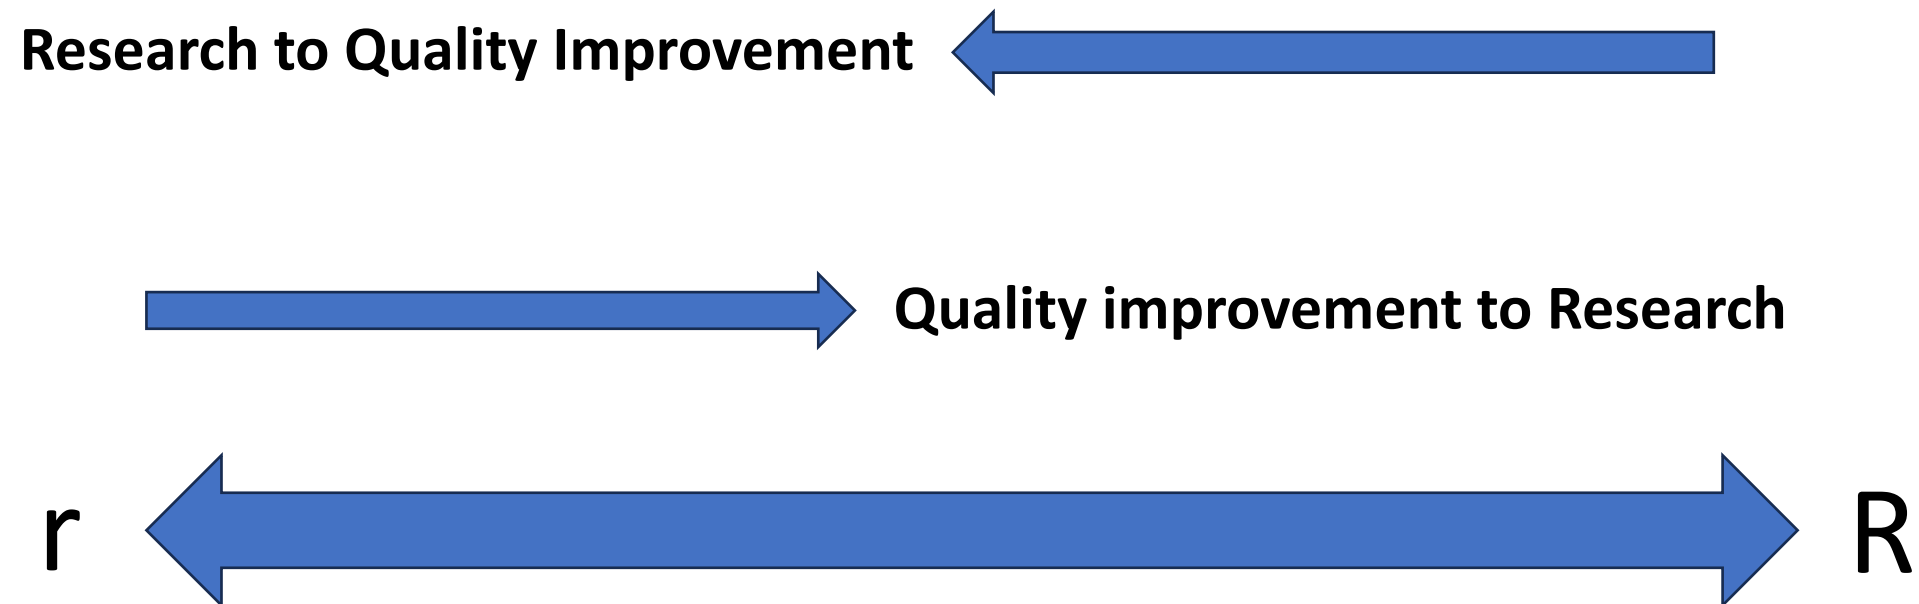 Research to Quality Improvement
Quality improvement to Research
r
R